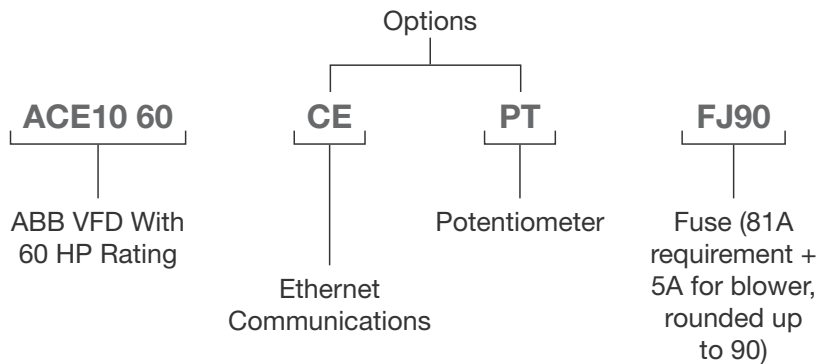 Options
ACE10 60
CE
PT
FJ90
ABB VFD With
60 HP Rating
Ethernet
Communications
Potentiometer
Fuse (81A
requirement +
5A for blower,
rounded up
to 90)